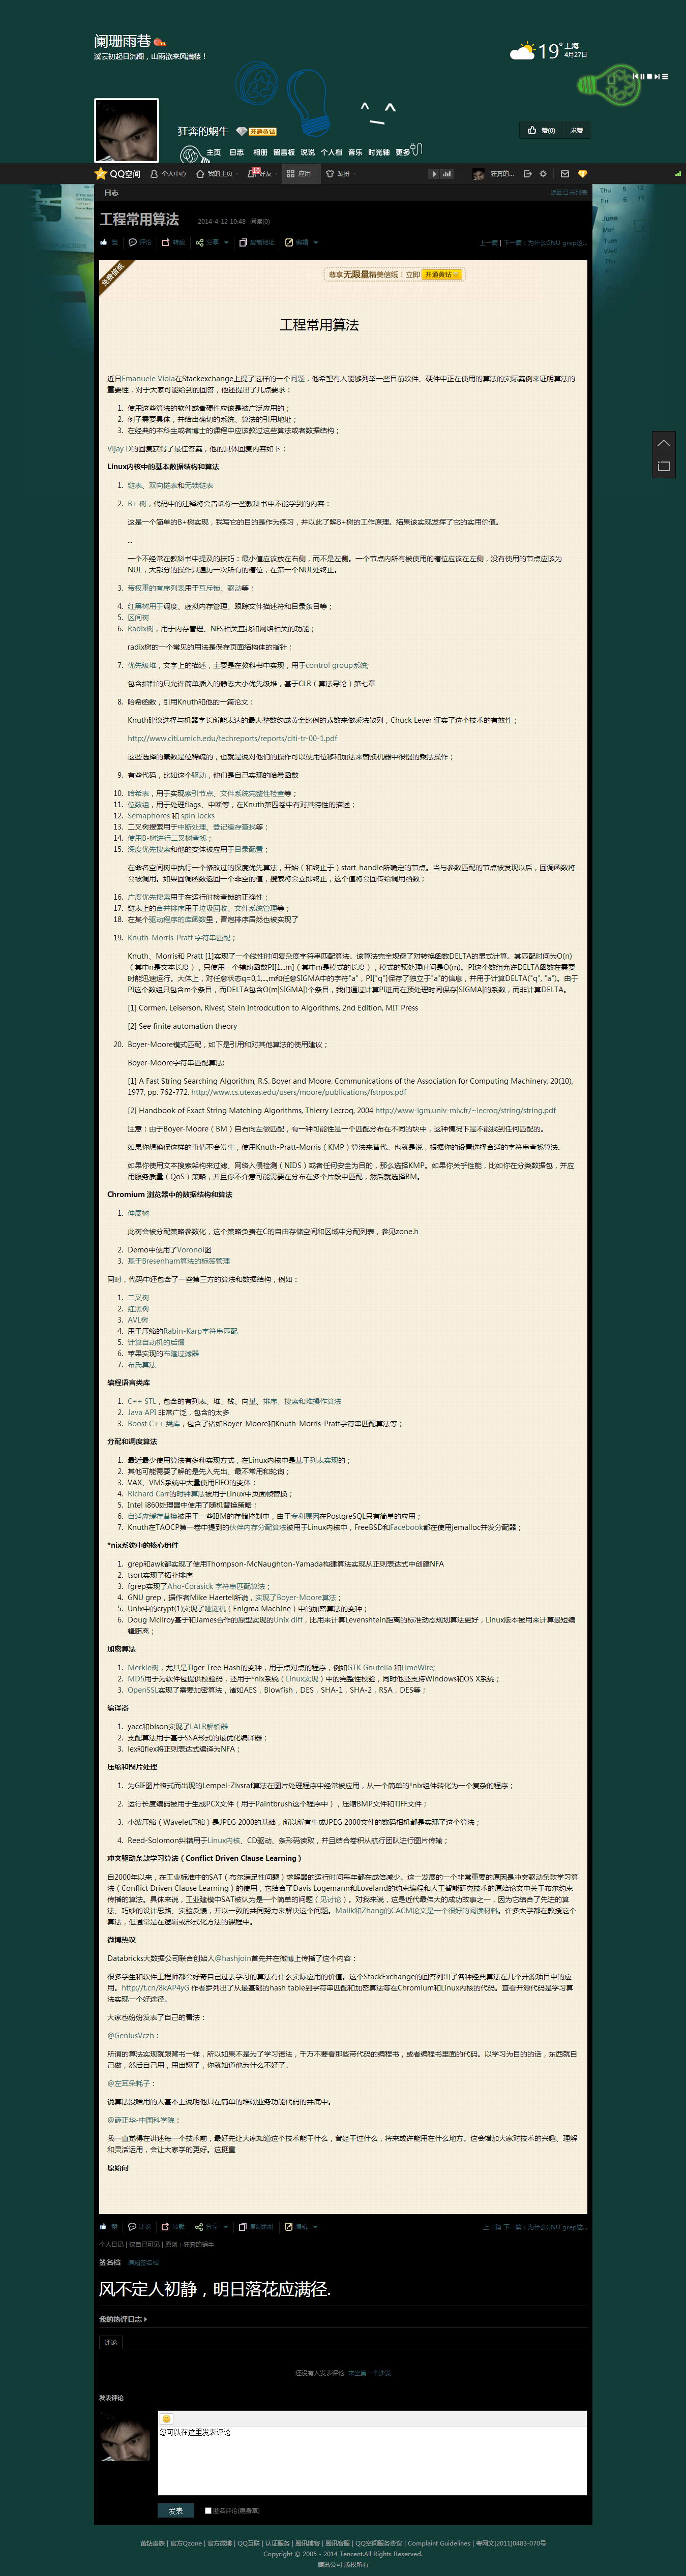 阑珊雨巷
溪云初起日沉阁，山雨欲来风满楼！
19°
上海
4月27日
狂奔的蜗牛 开通黄钻
赞(0) 求赞
主页 日志 相册 留言板 说说 个人档 音乐 时光轴 更多
QQ空间 个人中心 我的主页 好友 应用 装扮 狂奔的...
日志
返回日志列表
工程常用算法 2014-4-12 10:48 阅读(0)
赞 评论 转载 分享 复制地址 编辑 上一篇 | 下一篇：为什么GNU grep这...
免费信纸
尊享无限量精美信纸！立即 开通黄钻
工程常用算法
近日Emanuele Viola在Stackexchange上提了这样的一个问题，他希望有人能够列举一些目前软件、硬件中正在使用的算法的实际案例来证明算法的
重要性，对于大家可能给到的回答，他还提出了几点要求：
1. 使用这些算法的软件或者硬件应该是被广泛应用的；
2. 例子需要具体，并给出确切的系统、算法的引用地址；
3. 在经典的本科生或者博士的课程中应该教过这些算法或者数据结构；
Vijay D的回复获得了最佳答案，他的具体回复内容如下：
Linux内核中的基本数据结构和算法
1. 链表、双向链表和无锁链表
2. B+ 树，代码中的注释将会告诉你一些教科书中不能学到的内容：
这是一个简单的B+树实现，我写它的目的是作为练习，并以此了解B+树的工作原理。结果该实现发挥了它的实用价值。
...
一个不经常在教科书中提及的技巧：最小值应该放在右侧，而不是左侧。一个节点内所有被使用的槽位应该在左侧，没有使用的节点应该为
NUL，大部分的操作只遍历一次所有的槽位，在第一个NUL处终止。
3. 带权重的有序列表用于互斥锁、驱动等；
4. 红黑树用于调度、虚拟内存管理、跟踪文件描述符和目录条目等；
5. 区间树
6. Radix树，用于内存管理、NFS相关查找和网络相关的功能；
radix树的一个常见的用法是保存页面结构体的指针；
7. 优先级堆，文字上的描述，主要是在教科书中实现，用于control group系统;
包含指针的只允许简单插入的静态大小优先级堆，基于CLR（算法导论）第七章
8. 哈希函数，引用Knuth和他的一篇论文：
Knuth建议选择与机器字长所能表达的最大整数约成黄金比例的素数来做乘法散列，Chuck Lever 证实了这个技术的有效性；
http://www.citi.umich.edu/techreports/reports/citi-tr-00-1.pdf
这些选择的素数是位稀疏的，也就是说对他们的操作可以使用位移和加法来替换机器中很慢的乘法操作；
9. 有些代码，比如这个驱动，他们是自己实现的哈希函数
10. 哈希表，用于实现索引节点、文件系统完整性检查等；
11. 位数组，用于处理flags、中断等，在Knuth第四卷中有对其特性的描述；
12. Semaphores 和 spin locks
13. 二叉树搜索用于中断处理、登记缓存查找等；
14. 使用B-树进行二叉树查找；
15. 深度优先搜索和他的变体被应用于目录配置；
在命名空间树中执行一个修改过的深度优先算法，开始（和终止于）start_handle所确定的节点。当与参数匹配的节点被发现以后，回调函数将
会被调用。如果回调函数返回一个非空的值，搜索将会立即终止，这个值将会回传给调用函数；
16. 广度优先搜索用于在运行时检查锁的正确性；
17. 链表上的合并排序用于垃圾回收、文件系统管理等；
18. 在某个驱动程序的库函数里，冒泡排序居然也被实现了
19. Knuth-Morris-Pratt 字符串匹配；
Knuth、Morris和 Pratt [1]实现了一个线性时间复杂度字符串匹配算法。该算法完全规避了对转换函数DELTA的显式计算。其匹配时间为O(n)
（其中n是文本长度），只使用一个辅助函数PI[1...m]（其中m是模式的长度），模式的预处理时间是O(m)。PI这个数组允许DELTA函数在需要
时能迅速运行。大体上，对任意状态q=0,1,...,m和任意SIGMA中的字符"a"，PI["q"]保存了独立于"a"的信息，并用于计算DELTA("q", "a")。由于
PI这个数组只包含m个条目，而DELTA包含O(m|SIGMA|)个条目，我们通过计算PI进而在预处理时间保存|SIGMA|的系数，而非计算DELTA。
[1] Cormen, Leiserson, Rivest, Stein Introdcution to Algorithms, 2nd Edition, MIT Press
[2] See finite automation theory
20. Boyer-Moore模式匹配，如下是引用和对其他算法的使用建议；
Boyer-Moore字符串匹配算法:
[1] A Fast String Searching Algorithm, R.S. Boyer and Moore. Communications of the Association for Computing Machinery, 20(10),
1977, pp. 762-772. http://www.cs.utexas.edu/users/moore/publications/fstrpos.pdf
[2] Handbook of Exact String Matching Algorithms, Thierry Lecroq, 2004 http://www-igm.univ-mlv.fr/~lecroq/string/string.pdf
注意：由于Boyer-Moore（BM）自右向左做匹配，有一种可能性是一个匹配分布在不同的块中，这种情况下是不能找到任何匹配的。
如果你想确保这样的事情不会发生，使用Knuth-Pratt-Morris（KMP）算法来替代。也就是说，根据你的设置选择合适的字符串查找算法。
如果你使用文本搜索架构来过滤、网络入侵检测（NIDS）或者任何安全为目的，那么选择KMP。如果你关乎性能，比如你在分类数据包，并应
用服务质量（QoS）策略，并且你不介意可能需要在分布在多个片段中匹配，然后就选择BM。
Chromium 浏览器中的数据结构和算法
1. 伸展树
此树会被分配策略参数化，这个策略负责在C的自由存储空间和区域中分配列表，参见zone.h
2. Demo中使用了Voronoi图
3. 基于Bresenham算法的标签管理
同时，代码中还包含了一些第三方的算法和数据结构，例如：
1. 二叉树
2. 红黑树
3. AVL树
4. 用于压缩的Rabin-Karp字符串匹配
5. 计算自动机的后缀
6. 苹果实现的布隆过滤器
7. 布氏算法
编程语言类库
1. C++ STL，包含的有列表、堆、栈、向量、排序、搜索和堆操作算法
2. Java API 非常广泛，包含的太多
3. Boost C++ 类库，包含了诸如Boyer-Moore和Knuth-Morris-Pratt字符串匹配算法等；
分配和调度算法
1. 最近最少使用算法有多种实现方式，在Linux内核中是基于列表实现的；
2. 其他可能需要了解的是先入先出、最不常用和轮询；
3. VAX、VMS系统中大量使用FIFO的变体；
4. Richard Carr的时钟算法被用于Linux中页面帧替换；
5. Intel i860处理器中使用了随机替换策略；
6. 自适应缓存替换被用于一些IBM的存储控制中，由于专利原因在PostgreSQL只有简单的应用；
7. Knuth在TAOCP第一卷中提到的伙伴内存分配算法被用于Linux内核中，FreeBSD和Facebook都在使用jemalloc并发分配器；
*nix系统中的核心组件
1. grep和awk都实现了使用Thompson-McNaughton-Yamada构建算法实现从正则表达式中创建NFA
2. tsort实现了拓扑排序
3. fgrep实现了Aho-Corasick 字符串匹配算法；
4. GNU grep，据作者Mike Haertel所说，实现了Boyer-Moore算法；
5. Unix中的crypt(1)实现了哑谜机（Enigma Machine）中的加密算法的变种；
6. Doug Mcllroy基于和James合作的原型实现的Unix diff，比用来计算Levenshtein距离的标准动态规划算法更好，Linux版本被用来计算最短编
辑距离；
加密算法
1. Merkle树，尤其是Tiger Tree Hash的变种，用于点对点的程序，例如GTK Gnutella 和LimeWire;
2. MD5用于为软件包提供校验码，还用于*nix系统（Linux实现）中的完整性校验，同时他还支持Windows和OS X系统；
3. OpenSSL实现了需要加密算法，诸如AES，Blowfish，DES，SHA-1，SHA-2，RSA，DES等；
编译器
1. yacc和bison实现了LALR解析器
2. 支配算法用于基于SSA形式的最优化编译器；
3. lex和flex将正则表达式编译为NFA；
压缩和图片处理
1. 为GIF图片格式而出现的Lempel-Zivsraf算法在图片处理程序中经常被应用，从一个简单的*nix组件转化为一个复杂的程序；
2. 运行长度编码被用于生成PCX文件（用于Paintbrush这个程序中），压缩BMP文件和TIFF文件；
3. 小波压缩（Wavelet压缩）是JPEG 2000的基础，所以所有生成JPEG 2000文件的数码相机都是实现了这个算法；
4. Reed-Solomon纠错用于Linux内核、CD驱动、条形码读取，并且结合卷积从航行团队进行图片传输；
冲突驱动条款学习算法（Conflict Driven Clause Learning）
自2000年以来，在工业标准中的SAT（布尔满足性问题）求解器的运行时间每年都在成倍减少。这一发展的一个非常重要的原因是冲突驱动条款学习算
法（Conflict Driven Clause Learning）的使用，它结合了Davis Logemann和Loveland的约束编程和人工智能研究技术的原始论文中关于布尔约束
传播的算法。具体来说，工业建模中SAT被认为是一个简单的问题（见讨论）。对我来说，这是近代最伟大的成功故事之一，因为它结合了先进的算
法、巧妙的设计思路、实验反馈，并以一致的共同努力来解决这个问题。Malik和Zhang的CACM论文是一个很好的阅读材料。许多大学都在教授这个
算法，但通常是在逻辑或形式化方法的课程中。
微博热议
Databricks大数据公司联合创始人@hashjoin首先并在微博上传播了这个内容：
很多学生和软件工程师都会好奇自己过去学习的算法有什么实际应用的价值。这个StackExchange的回答列出了各种经典算法在几个开源项目中的应
用。http://t.cn/8kAP4yG 作者罗列出了从最基础的hash table到字符串匹配和加密算法等在Chromium和Linux内核的代码。查看开源代码是学习算
法实现一个好途径。
大家也纷纷发表了自己的看法：
@GeniusVczh：
所谓的算法实现就跟背书一样，所以如果不是为了学习语法，千万不要看那些带代码的编程书，或者编程书里面的代码。以学习为目的的话，东西就自
己做，然后自己用，用出翔了，你就知道他为什么不好了。
@左耳朵耗子：
说算法没啥用的人基本上说明他只在简单的堆砌业务功能代码的井底中。
@薛正华-中国科学院：
我一直觉得在讲述每一个技术前，最好先让大家知道这个技术能干什么，曾经干过什么，将来或许能用在什么地方。这会增加大家对技术的兴趣、理解
和灵活运用，会让大家学的更好。这挺重
原始问
赞 评论 转载 分享 复制地址 编辑 上一篇 下一篇：为什么GNU grep这...
个人日记 | 仅自己可见 | 原创：狂奔的蜗牛
签名档 编辑签名档
风不定人初静，明日落花应满径.
我的热评日志
评论
还没有人发表评论 来坐第一个沙发
发表评论
您可以在这里发表评论
发表 匿名评论(隐身草)
黄钻贵族 | 官方Qzone | 官方微博 | QQ互联 | 认证服务 | 腾讯博客 | 腾讯客服 | QQ空间服务协议 | Complaint Guidelines | 粤网文[2011]0483-070号
Copyright © 2005 - 2014 Tencent.All Rights Reserved.
腾讯公司 版权所有